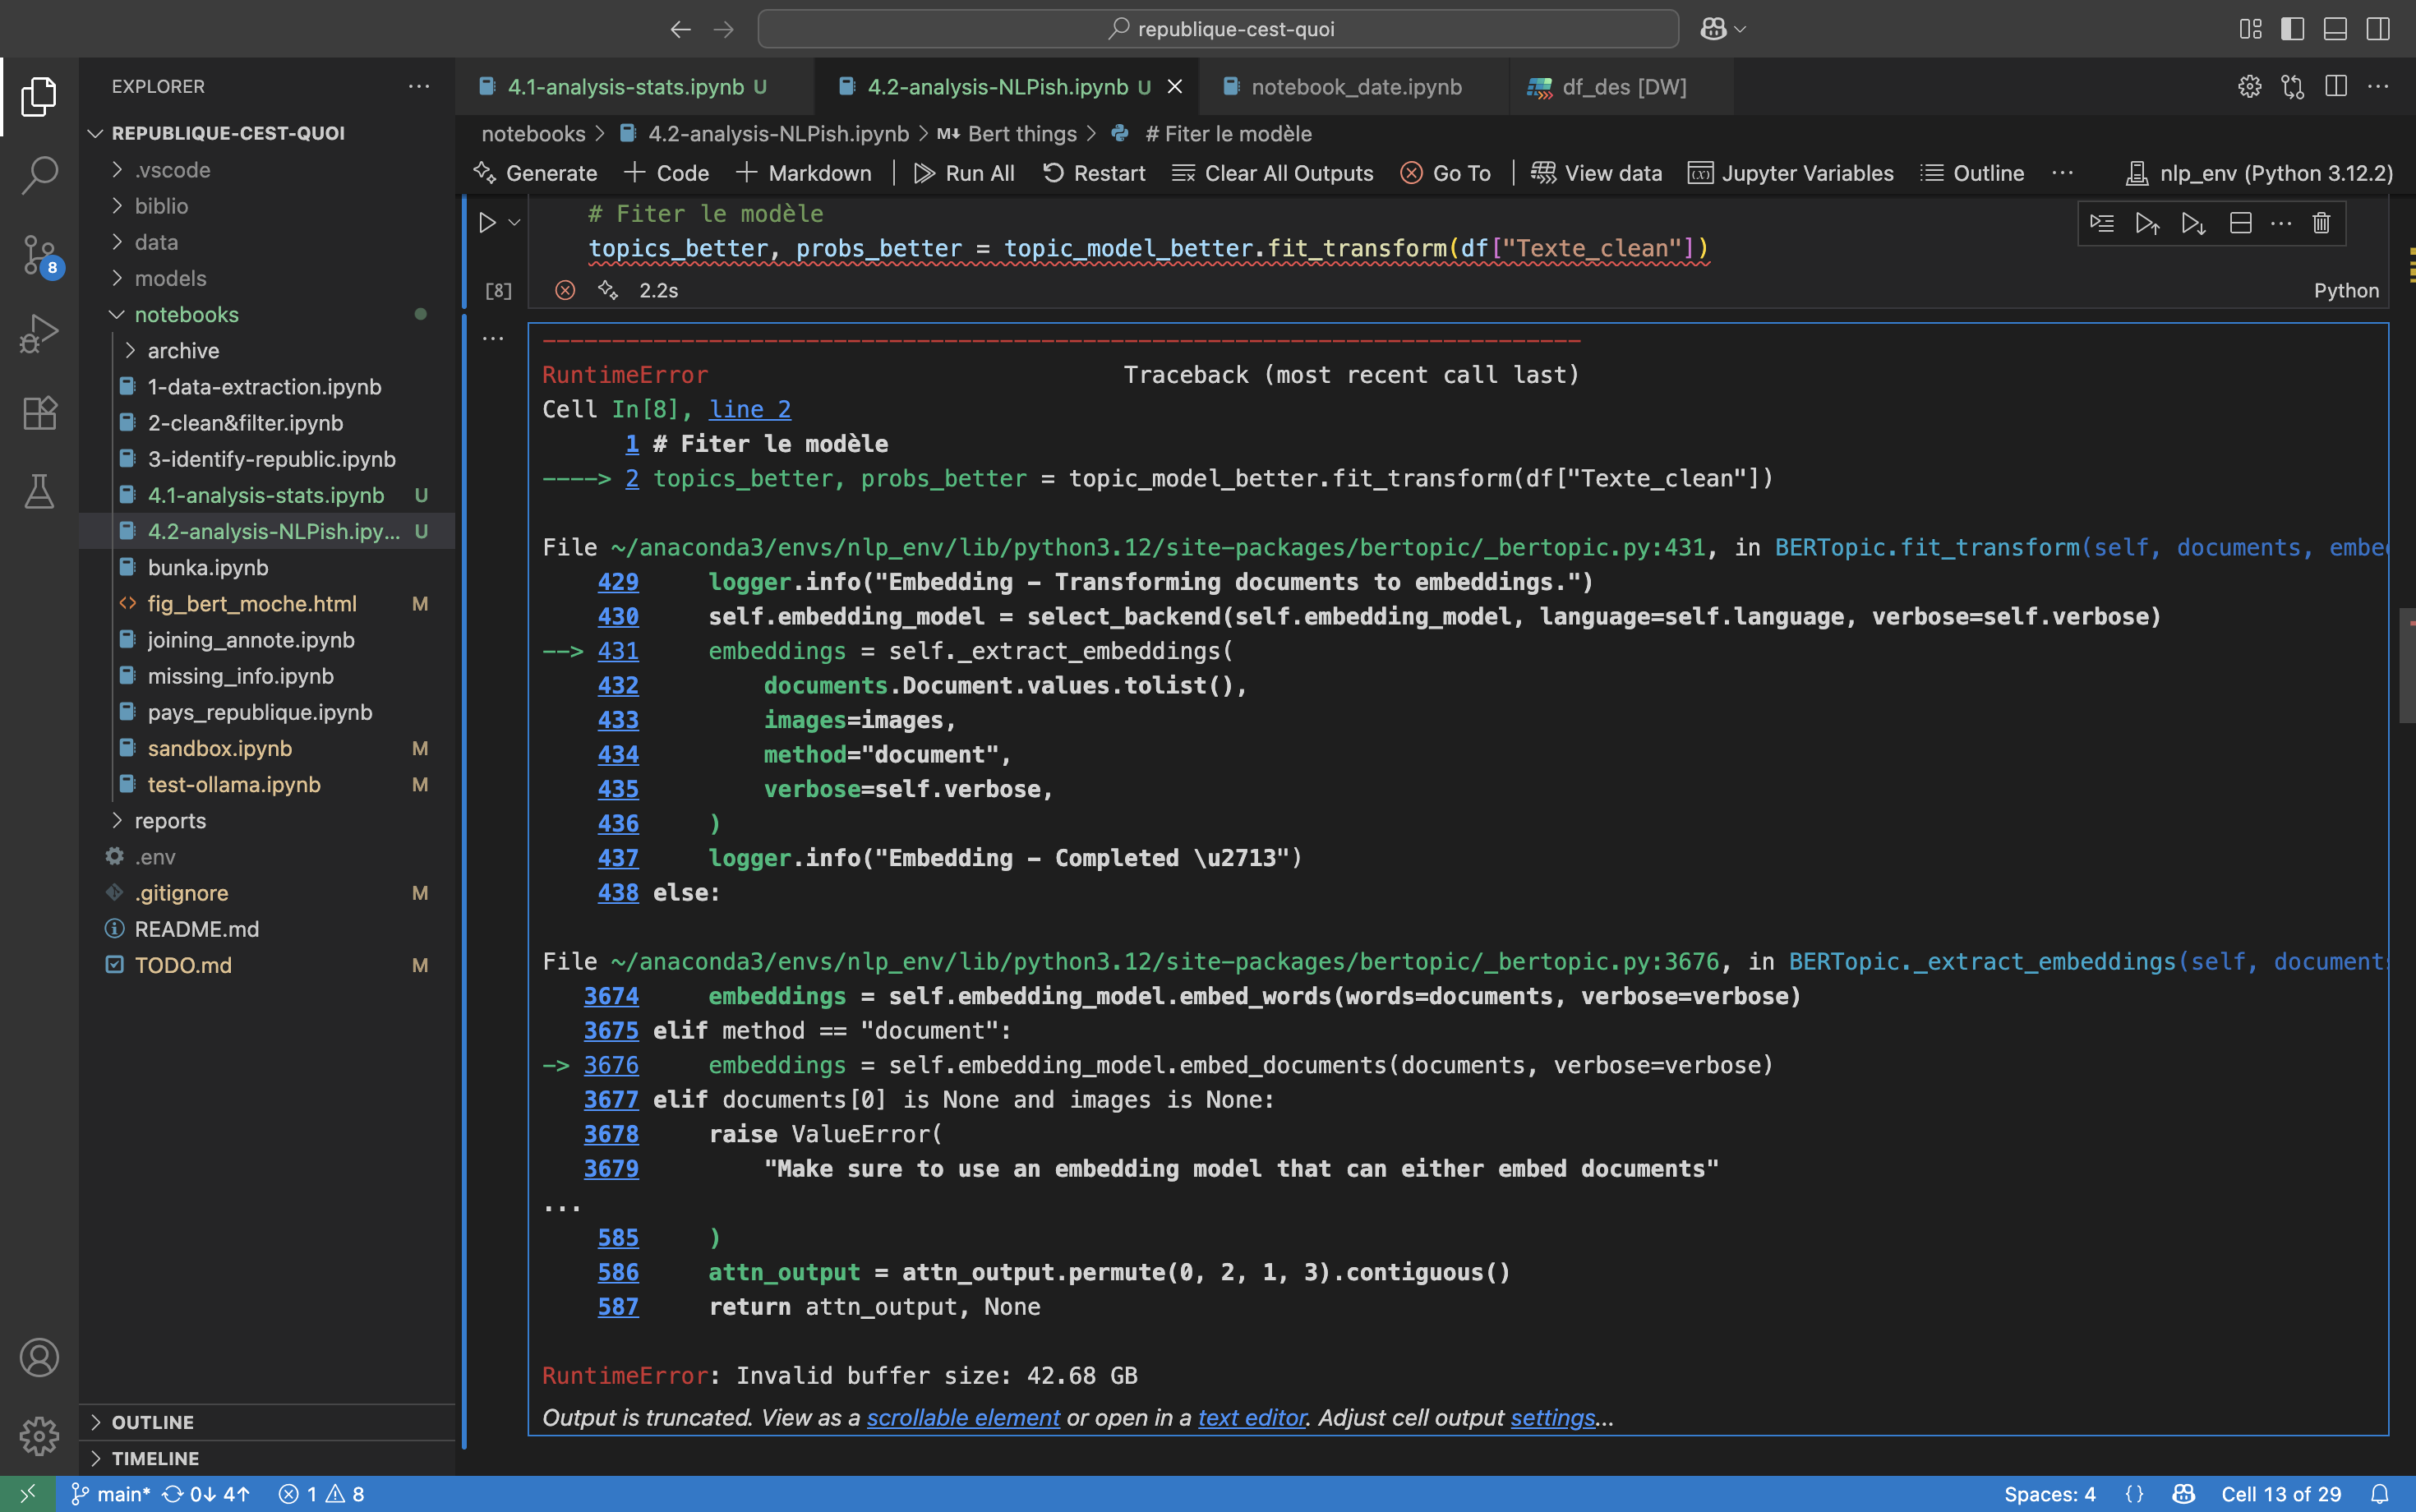 republique-cest-quoi
EXPLORER
4.1-analysis-stats.ipynb U
4.2-analysis-NLPish.ipynb U
notebook_date.ipynb
df_des [DW]
REPUBLIQUE-CEST-QUOI
.vscode
biblio
data
models
notebooks
archive
1-data-extraction.ipynb
2-clean&filter.ipynb
3-identify-republic.ipynb
4.1-analysis-stats.ipynb U
4.2-analysis-NLPish.ipy... U
bunka.ipynb
fig_bert_moche.html M
joining_annote.ipynb
missing_info.ipynb
pays_republique.ipynb
sandbox.ipynb M
test-ollama.ipynb M
reports
.env
.gitignore M
README.md
TODO.md M
OUTLINE
TIMELINE
8
notebooks > 4.2-analysis-NLPish.ipynb > M↓ Bert things > # Fiter le modèle
Generate + Code + Markdown | Run All Restart Clear All Outputs Go To | View data Jupyter Variables Outline ... nlp_env (Python 3.12.2)
# Fiter le modèle
topics_better, probs_better = topic_model_better.fit_transform(df["Texte_clean"])
[8] 2.2s Python
---------------------------------------------------------------------------
RuntimeError Traceback (most recent call last)
Cell In[8], line 2
1 # Fiter le modèle
----> 2 topics_better, probs_better = topic_model_better.fit_transform(df["Texte_clean"])
File ~/anaconda3/envs/nlp_env/lib/python3.12/site-packages/bertopic/_bertopic.py:431, in BERTopic.fit_transform(self, documents, embe
429 logger.info("Embedding - Transforming documents to embeddings.")
430 self.embedding_model = select_backend(self.embedding_model, language=self.language, verbose=self.verbose)
--> 431 embeddings = self._extract_embeddings(
432 documents.Document.values.tolist(),
433 images=images,
434 method="document",
435 verbose=self.verbose,
436 )
437 logger.info("Embedding - Completed \u2713")
438 else:
File ~/anaconda3/envs/nlp_env/lib/python3.12/site-packages/bertopic/_bertopic.py:3676, in BERTopic._extract_embeddings(self, document
3674 embeddings = self.embedding_model.embed_words(words=documents, verbose=verbose)
3675 elif method == "document":
-> 3676 embeddings = self.embedding_model.embed_documents(documents, verbose=verbose)
3677 elif documents[0] is None and images is None:
3678 raise ValueError(
3679 "Make sure to use an embedding model that can either embed documents"
...
585 )
586 attn_output = attn_output.permute(0, 2, 1, 3).contiguous()
587 return attn_output, None
RuntimeError: Invalid buffer size: 42.68 GB
Output is truncated. View as a scrollable element or open in a text editor. Adjust cell output settings...
main* 0↓ 4↑ 1 8
Spaces: 4 {} Cell 13 of 29